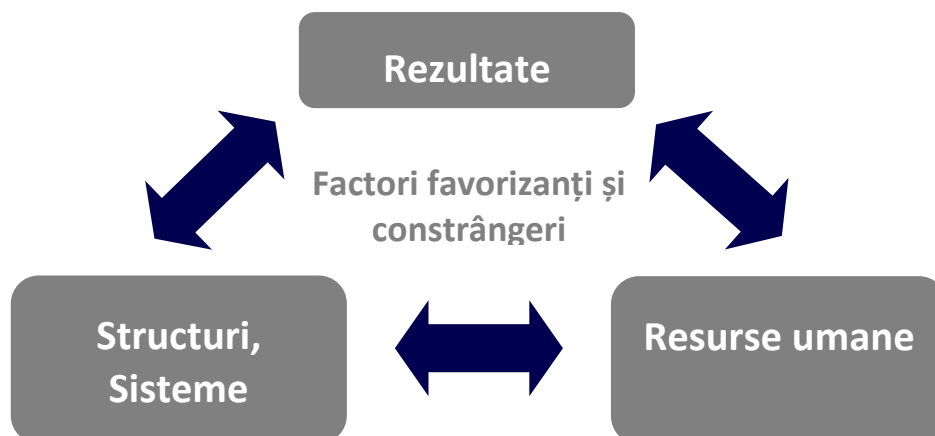 Rezultate
Factori favorizanți și
constrângeri
Structuri,
Sisteme
Resurse umane